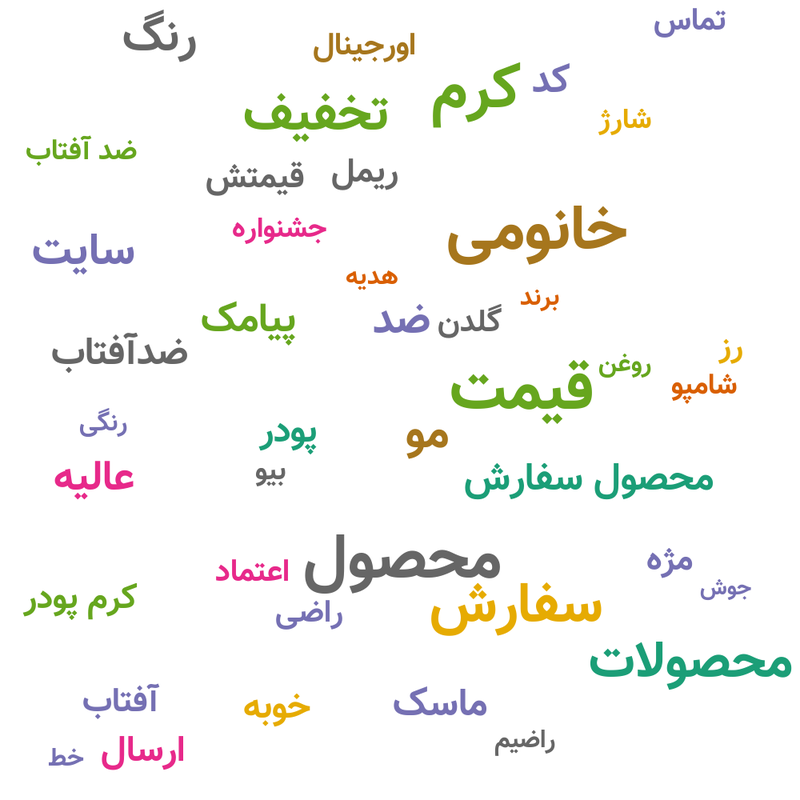 تماس
رنگ
اورجینال
کد
کرم
تخفیف
شارژ
ضد آفتاب
ریمل
قیمتش
جشنواره
خانومی
سایت
هدیه
برند
گلدن
ضد
پیامک
ضدآفتاب
رز
روغن
شامپو
قیمت
رنگی
پودر
مو
بیو
عالیه
محصول سفارش
محصول
مژه
اعتماد
جوش
کرم پودر
راضی
سفارش
محصولات
آفتاب
خوبه
ماسک
راضیم
ارسال
خط